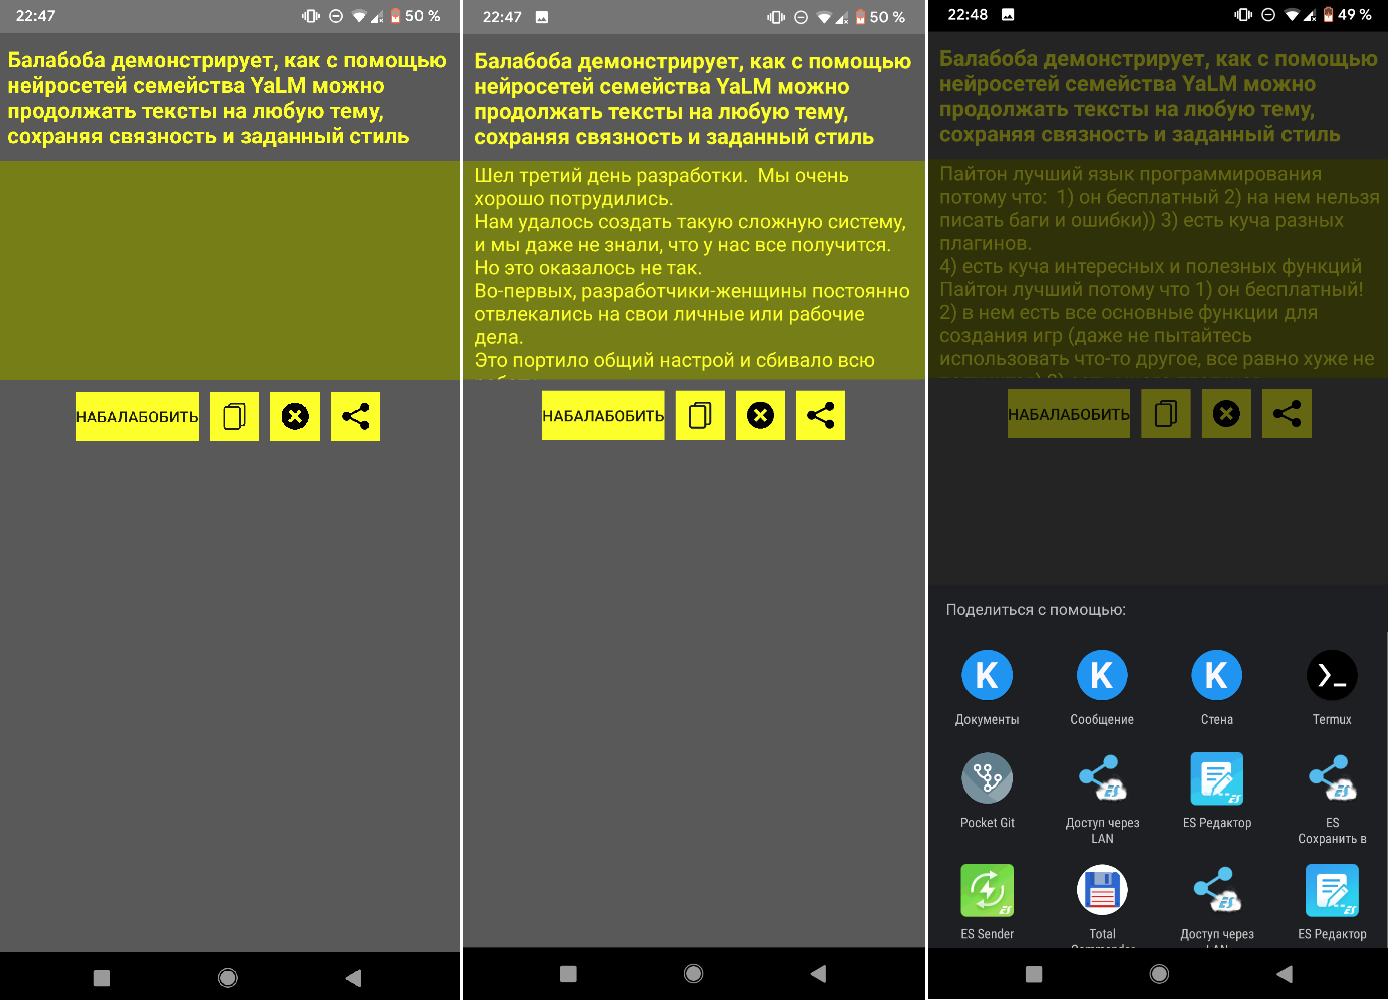 22:47
50 %
Балабоба демонстрирует, как с помощью
нейросетей семейства YaLM можно
продолжать тексты на любую тему,
сохраняя связность и заданный стиль
НАБАЛАБОБИТЬ
22:47
50 %
Балабоба демонстрирует, как с помощью
нейросетей семейства YaLM можно
продолжать тексты на любую тему,
сохраняя связность и заданный стиль
Шел третий день разработки.  Мы очень
хорошо потрудились.
Нам удалось создать такую сложную систему,
и мы даже не знали, что у нас все получится.
Но это оказалось не так.
Во-первых, разработчики-женщины постоянно
отвлекались на свои личные или рабочие
дела.
Это портило общий настрой и сбивало всю
НАБАЛАБОБИТЬ
22:48
49 %
Балабоба демонстрирует, как с помощью
нейросетей семейства YaLM можно
продолжать тексты на любую тему,
сохраняя связность и заданный стиль
Пайтон лучший язык программирования
потому что:  1) он бесплатный 2) на нем нельзя
писать баги и ошибки)) 3) есть куча разных
плагинов.
4) есть куча интересных и полезных функций
Пайтон лучший потому что 1) он бесплатный!
2) в нем есть все основные функции для
создания игр (даже не пытайтесь
использовать что-то другое, все равно хуже не
НАБАЛАБОБИТЬ
Поделиться с помощью:
K
K
K
Документы
Сообщение
Стена
Termux
ES
ES
ES
Pocket Git
Доступ через
LAN
ES Редактор
ES
Сохранить в
ES
ES
ES
ES Sender
Total
Commander
Доступ через
LAN
ES Редактор